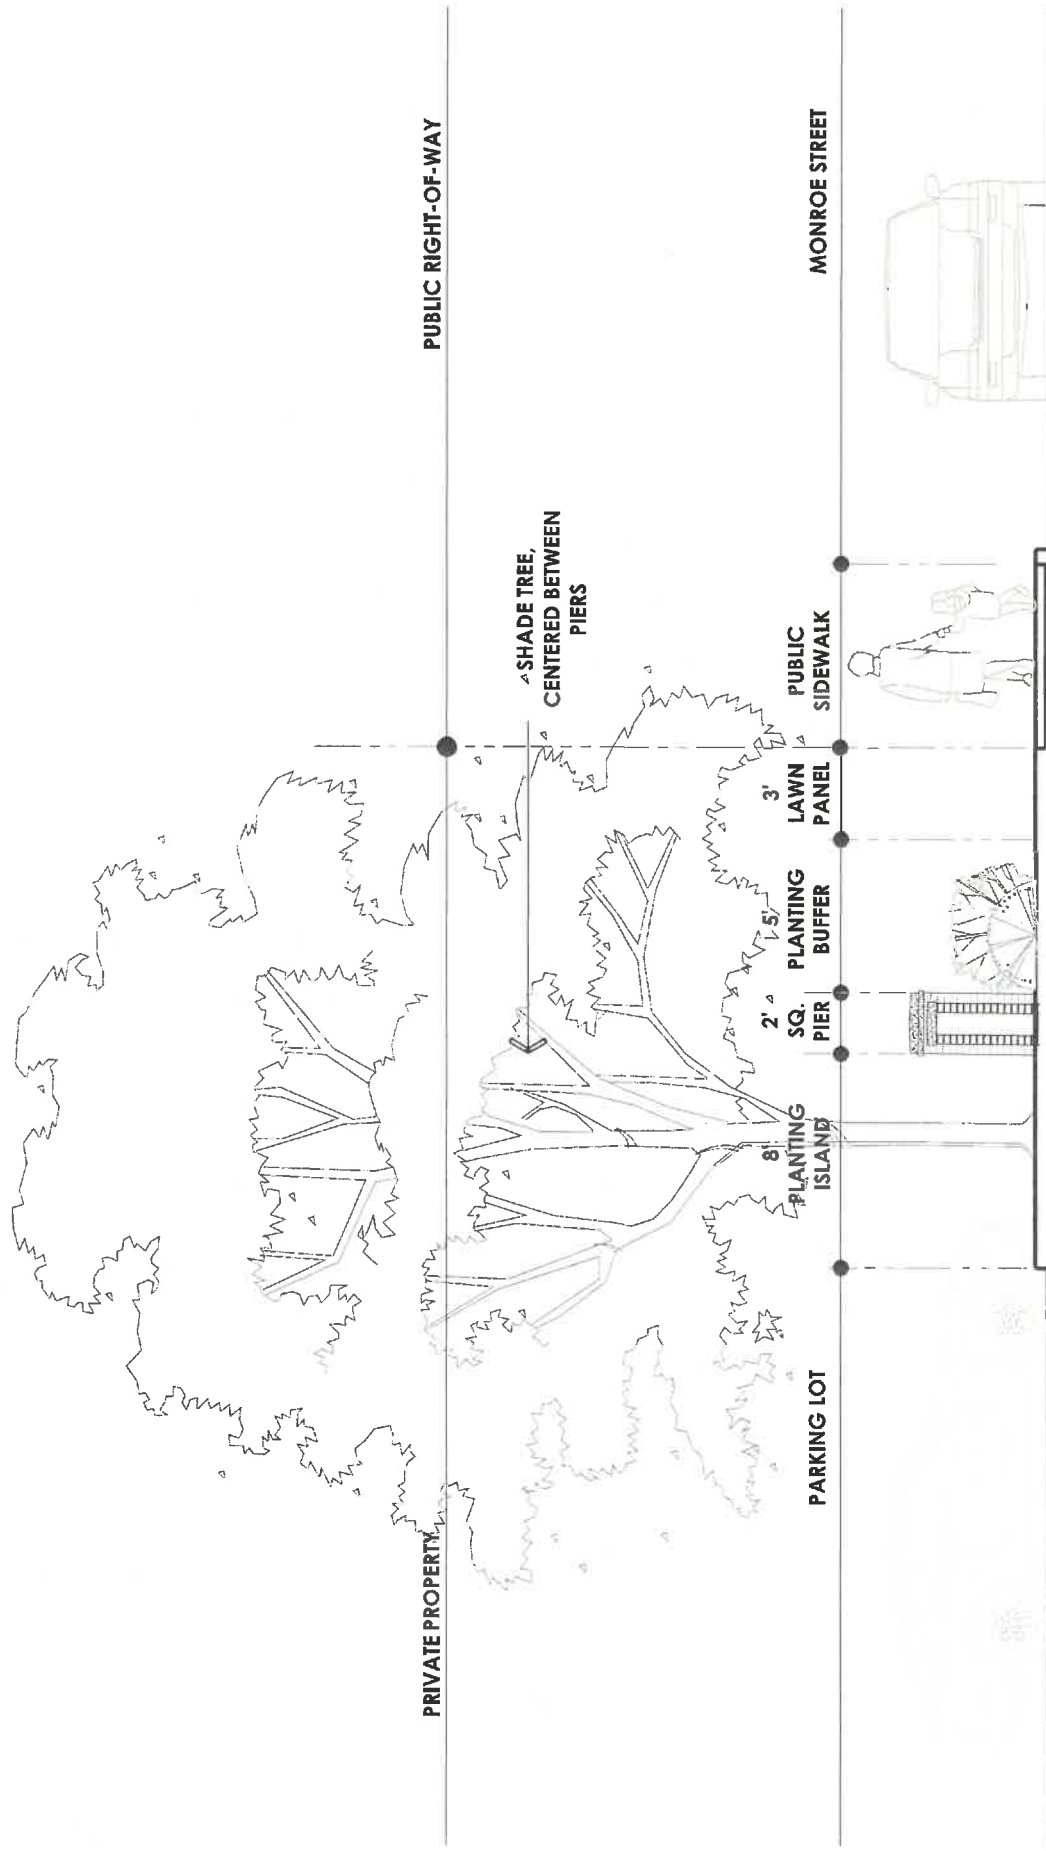 PRIVATE PROPERTY
PUBLIC RIGHT-OF-WAY
SHADE TREE,
CENTERED BETWEEN
PIERS
PARKING LOT
8'
PLANTING
ISLAND
2'
SQ.
PIER
5'
PLANTING
BUFFER
3'
LAWN
PANEL
PUBLIC
SIDEWALK
MONROE STREET